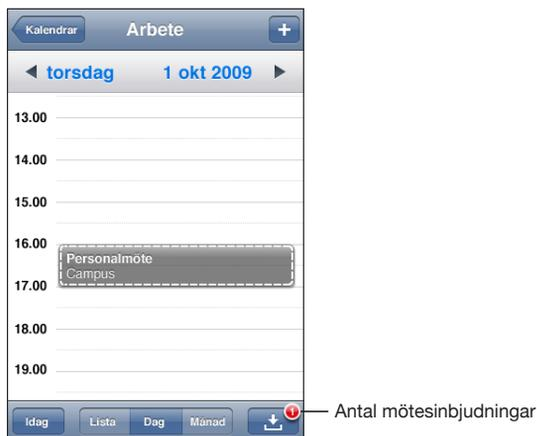 Kalendrar Arbete +
torsdag 1 okt 2009
13.00
14.00
15.00
16.00
Personalmöte
Campus
17.00
18.00
19.00
Idag Lista Dag Månad 1
Antal mötesinbjudningar